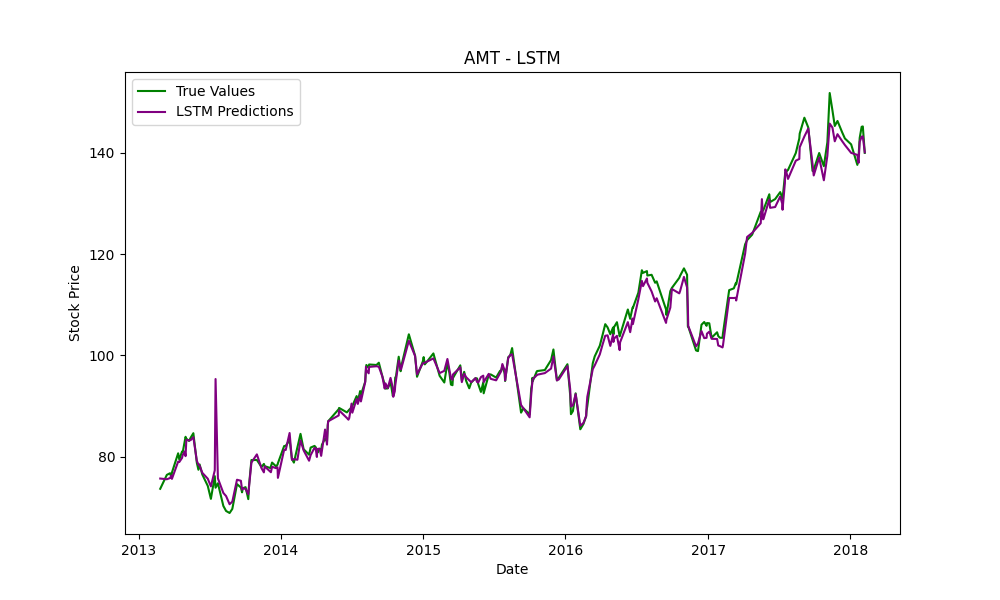 AMT - LSTM
True Values
LSTM Predictions
Stock Price
140
120
100
80
2013 2014 2015 2016 2017 2018
Date